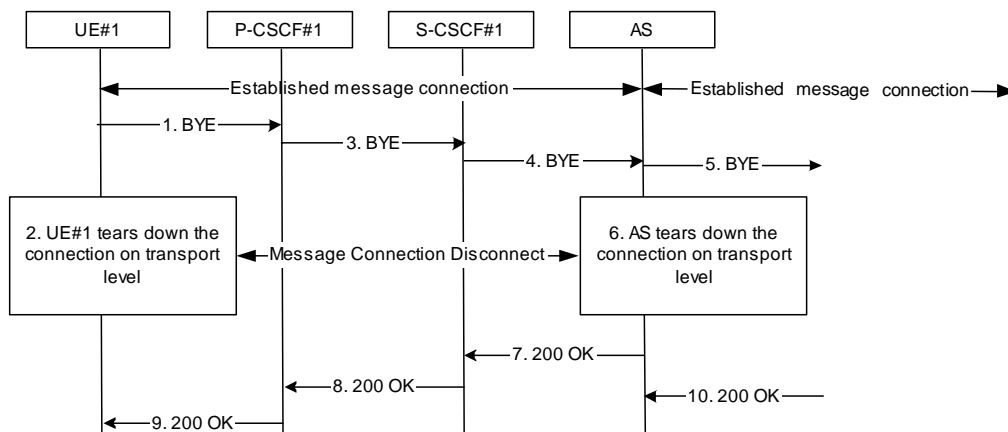 UE#1
P-CSCF#1
S-CSCF#1
AS
Established message connection
Established message connection
1. BYE
3. BYE
4. BYE
5. BYE
2. UE#1 tears down the
connection on transport
level
Message Connection Disconnect
6. AS tears down the
connection on transport
level
7. 200 OK
8. 200 OK
10. 200 OK
9. 200 OK